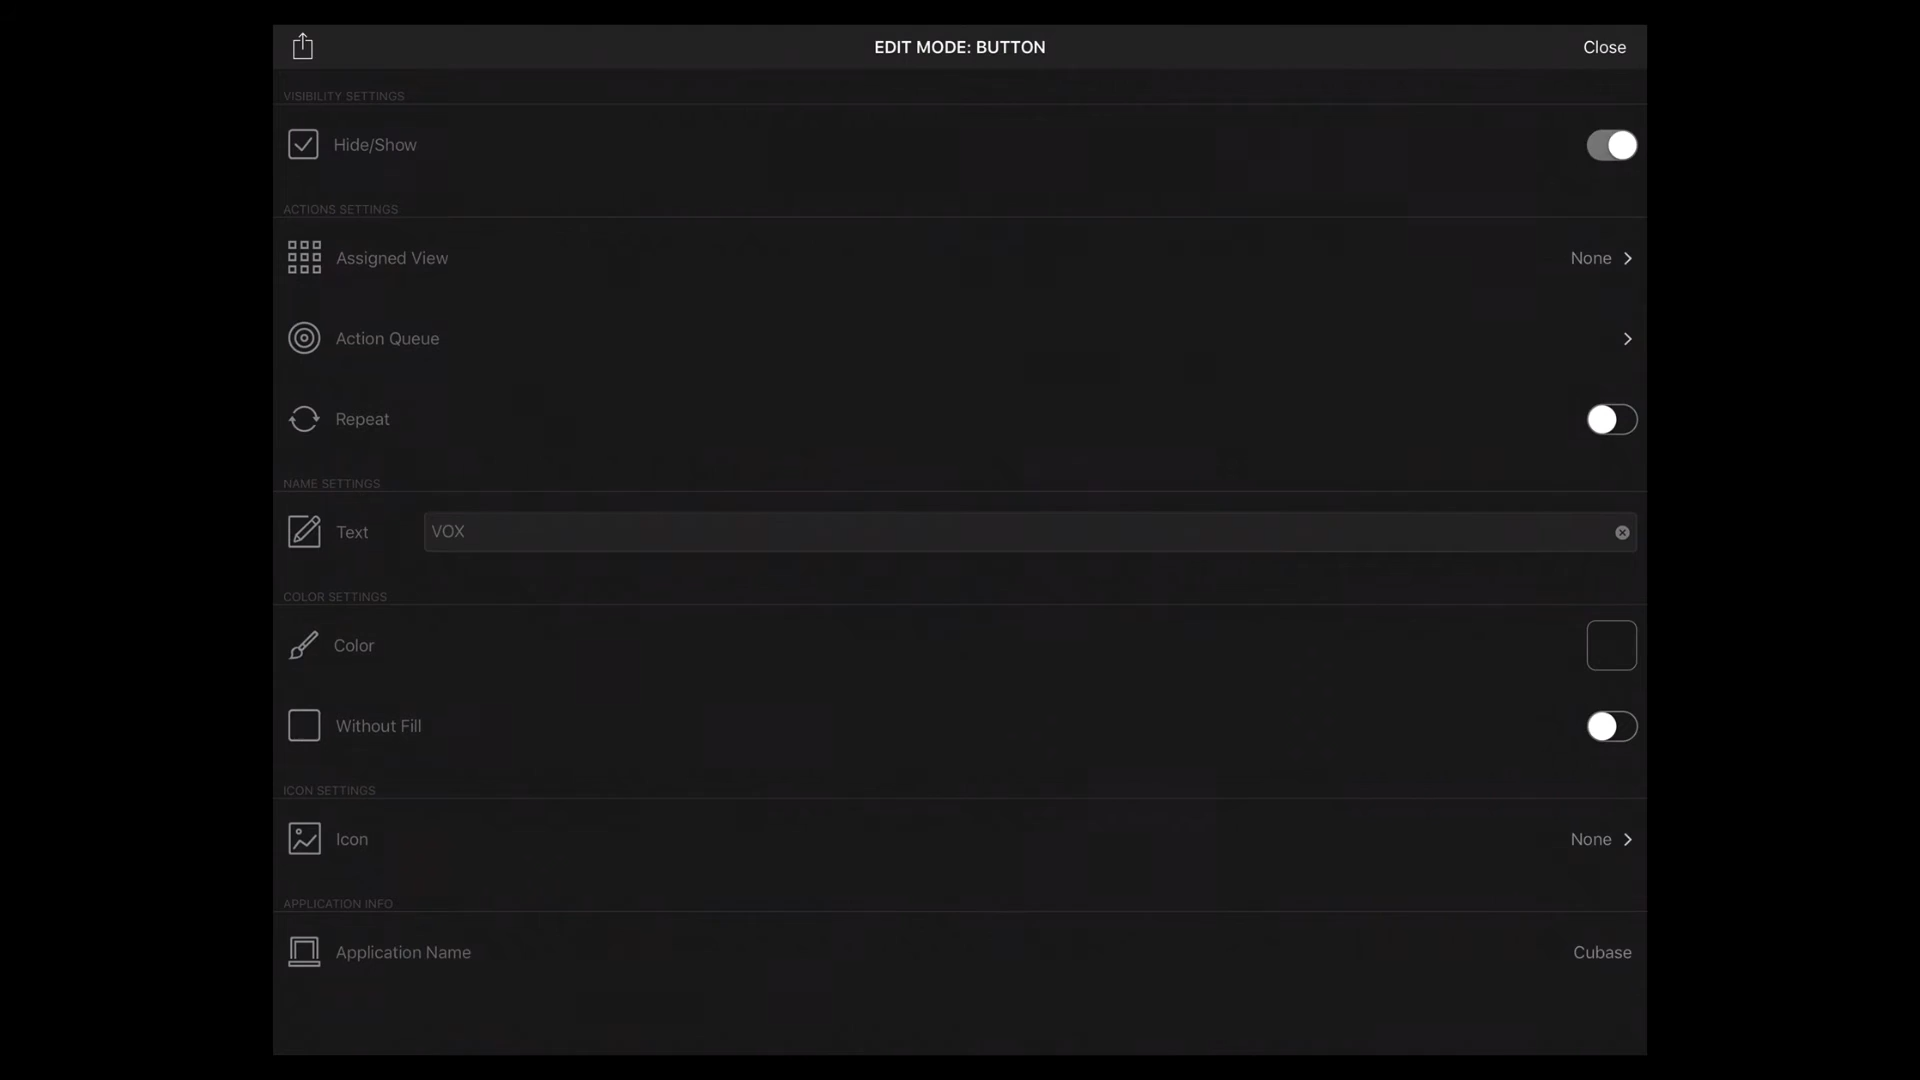 EDIT MODE: BUTTON
Close
VISIBILITY SETTINGS
Hide/Show
ACTIONS SETTINGS
Assigned View
None
Action Queue
Repeat
NAME SETTINGS
Text
VOX
COLOR SETTINGS
Color
Without Fill
ICON SETTINGS
Icon
None
APPLICATION INFO
Application Name
Cubase